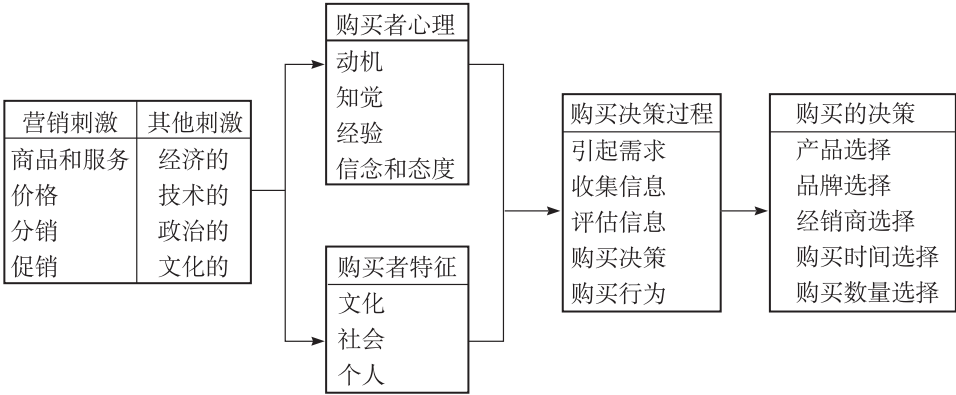 营销刺激 其他刺激
商品和服务 经济的
价格 技术的
分销 政治的
促销 文化的
购买者心理
动机
知觉
经验
信念和态度
购买者特征
文化
社会
个人
购买决策过程
引起需求
收集信息
评估信息
购买决策
购买行为
购买的决策
产品选择
品牌选择
经销商选择
购买时间选择
购买数量选择